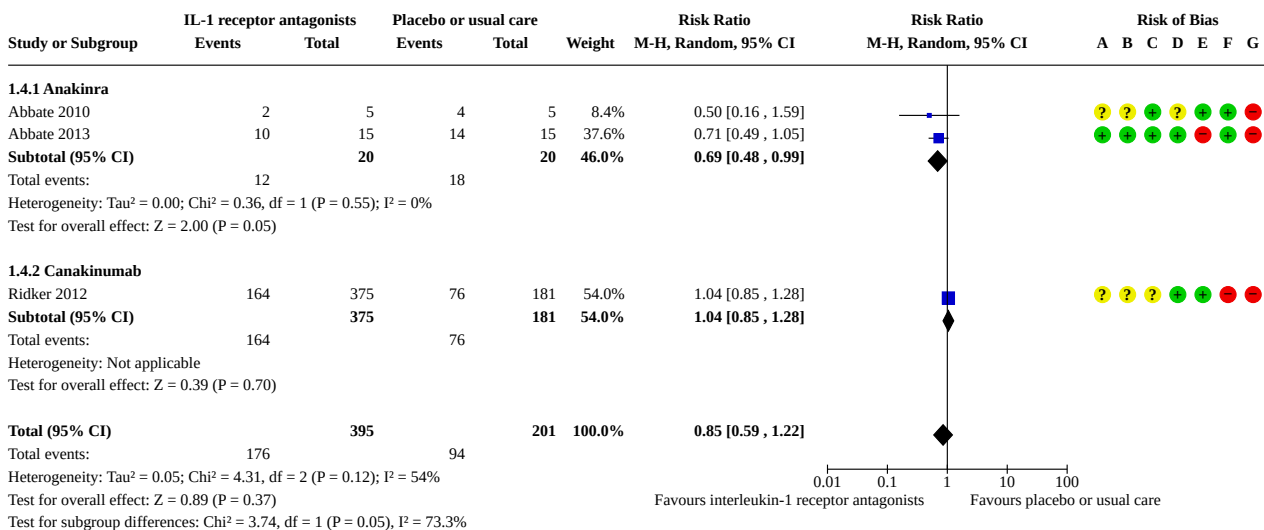 IL-1 receptor antagonists Placebo or usual care Risk Ratio Risk Ratio Risk of Bias
Study or Subgroup Events Total Events Total Weight M-H, Random, 95% CI M-H, Random, 95% CI A B C D E F G
1.4.1 Anakinra
Abbate 2010 2 5 4 5 8.4% 0.50 [0.16 , 1.59] ? ? + ? + + −
Abbate 2013 10 15 14 15 37.6% 0.71 [0.49 , 1.05] + + + + − + −
Subtotal (95% CI) 20 20 46.0% 0.69 [0.48 , 0.99]
Total events: 12 18
Heterogeneity: Tau² = 0.00; Chi² = 0.36, df = 1 (P = 0.55); I² = 0%
Test for overall effect: Z = 2.00 (P = 0.05)
1.4.2 Canakinumab
Ridker 2012 164 375 76 181 54.0% 1.04 [0.85 , 1.28] ? ? ? + + − −
Subtotal (95% CI) 375 181 54.0% 1.04 [0.85 , 1.28]
Total events: 164 76
Heterogeneity: Not applicable
Test for overall effect: Z = 0.39 (P = 0.70)
Total (95% CI) 395 201 100.0% 0.85 [0.59 , 1.22]
Total events: 176 94
Heterogeneity: Tau² = 0.05; Chi² = 4.31, df = 2 (P = 0.12); I² = 54%
0.01 0.1 1 10 100
Test for overall effect: Z = 0.89 (P = 0.37) Favours interleukin-1 receptor antagonists Favours placebo or usual care
Test for subgroup differences: Chi² = 3.74, df = 1 (P = 0.05), I² = 73.3%